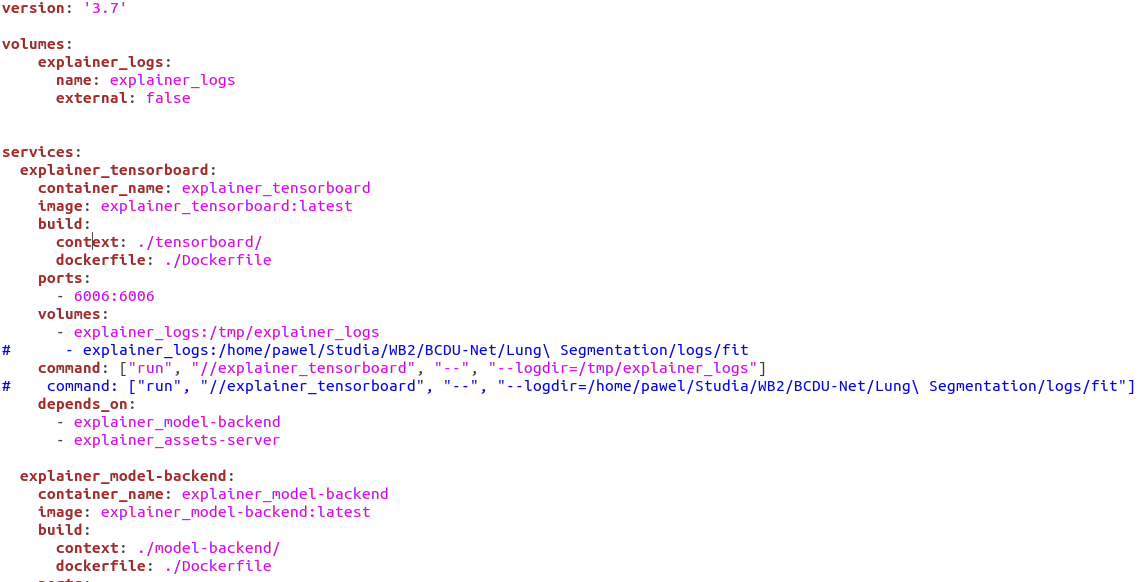 version: '3.7'
volumes:
    explainer_logs:
      name: explainer_logs
      external: false
services:
  explainer_tensorboard:
    container_name: explainer_tensorboard
    image: explainer_tensorboard:latest
    build:
      context: ./tensorboard/
      dockerfile: ./Dockerfile
    ports:
      - 6006:6006
    volumes:
      - explainer_logs:/tmp/explainer_logs
#      - explainer_logs:/home/pawel/Studia/WB2/BCDU-Net/Lung\ Segmentation/logs/fit
    command: ["run", "//explainer_tensorboard", "--", "--logdir=/tmp/explainer_logs"]
#    command: ["run", "//explainer_tensorboard", "--", "--logdir=/home/pawel/Studia/WB2/BCDU-Net/Lung\ Segmentation/logs/fit"]
    depends_on:
      - explainer_model-backend
      - explainer_assets-server
  explainer_model-backend:
    container_name: explainer_model-backend
    image: explainer_model-backend:latest
    build:
      context: ./model-backend/
      dockerfile: ./Dockerfile